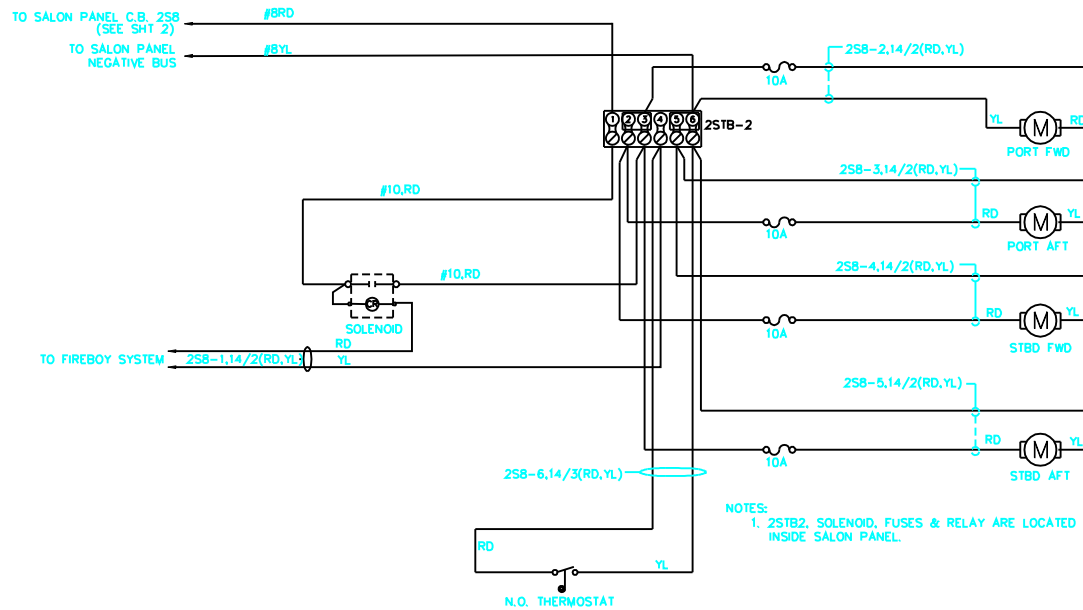 TO SALON PANEL C.B. 2S8
(SEE SHT 2)
#8RD
TO SALON PANEL
NEGATIVE BUS
#8YL
2S8-2,14/2(RD,YL)
10A
1 2 3 4 5 6
2STB-2
YL
M
RD
PORT FWD
2S8-3,14/2(RD,YL)
#10,RD
10A
RD
M
YL
PORT AFT
2S8-4,14/2(RD,YL)
#10,RD
CR
SOLENOID
10A
RD
M
YL
STBD FWD
RD
TO FIREBOY SYSTEM
2S8-1,14/2(RD,YL)
YL
2S8-5,14/2(RD,YL)
10A
RD
M
YL
STBD AFT
2S8-6,14/3(RD,YL)
NOTES:
1. 2STB2, SOLENOID, FUSES & RELAY ARE LOCATED
INSIDE SALON PANEL.
RD
YL
N.O. THERMOSTAT